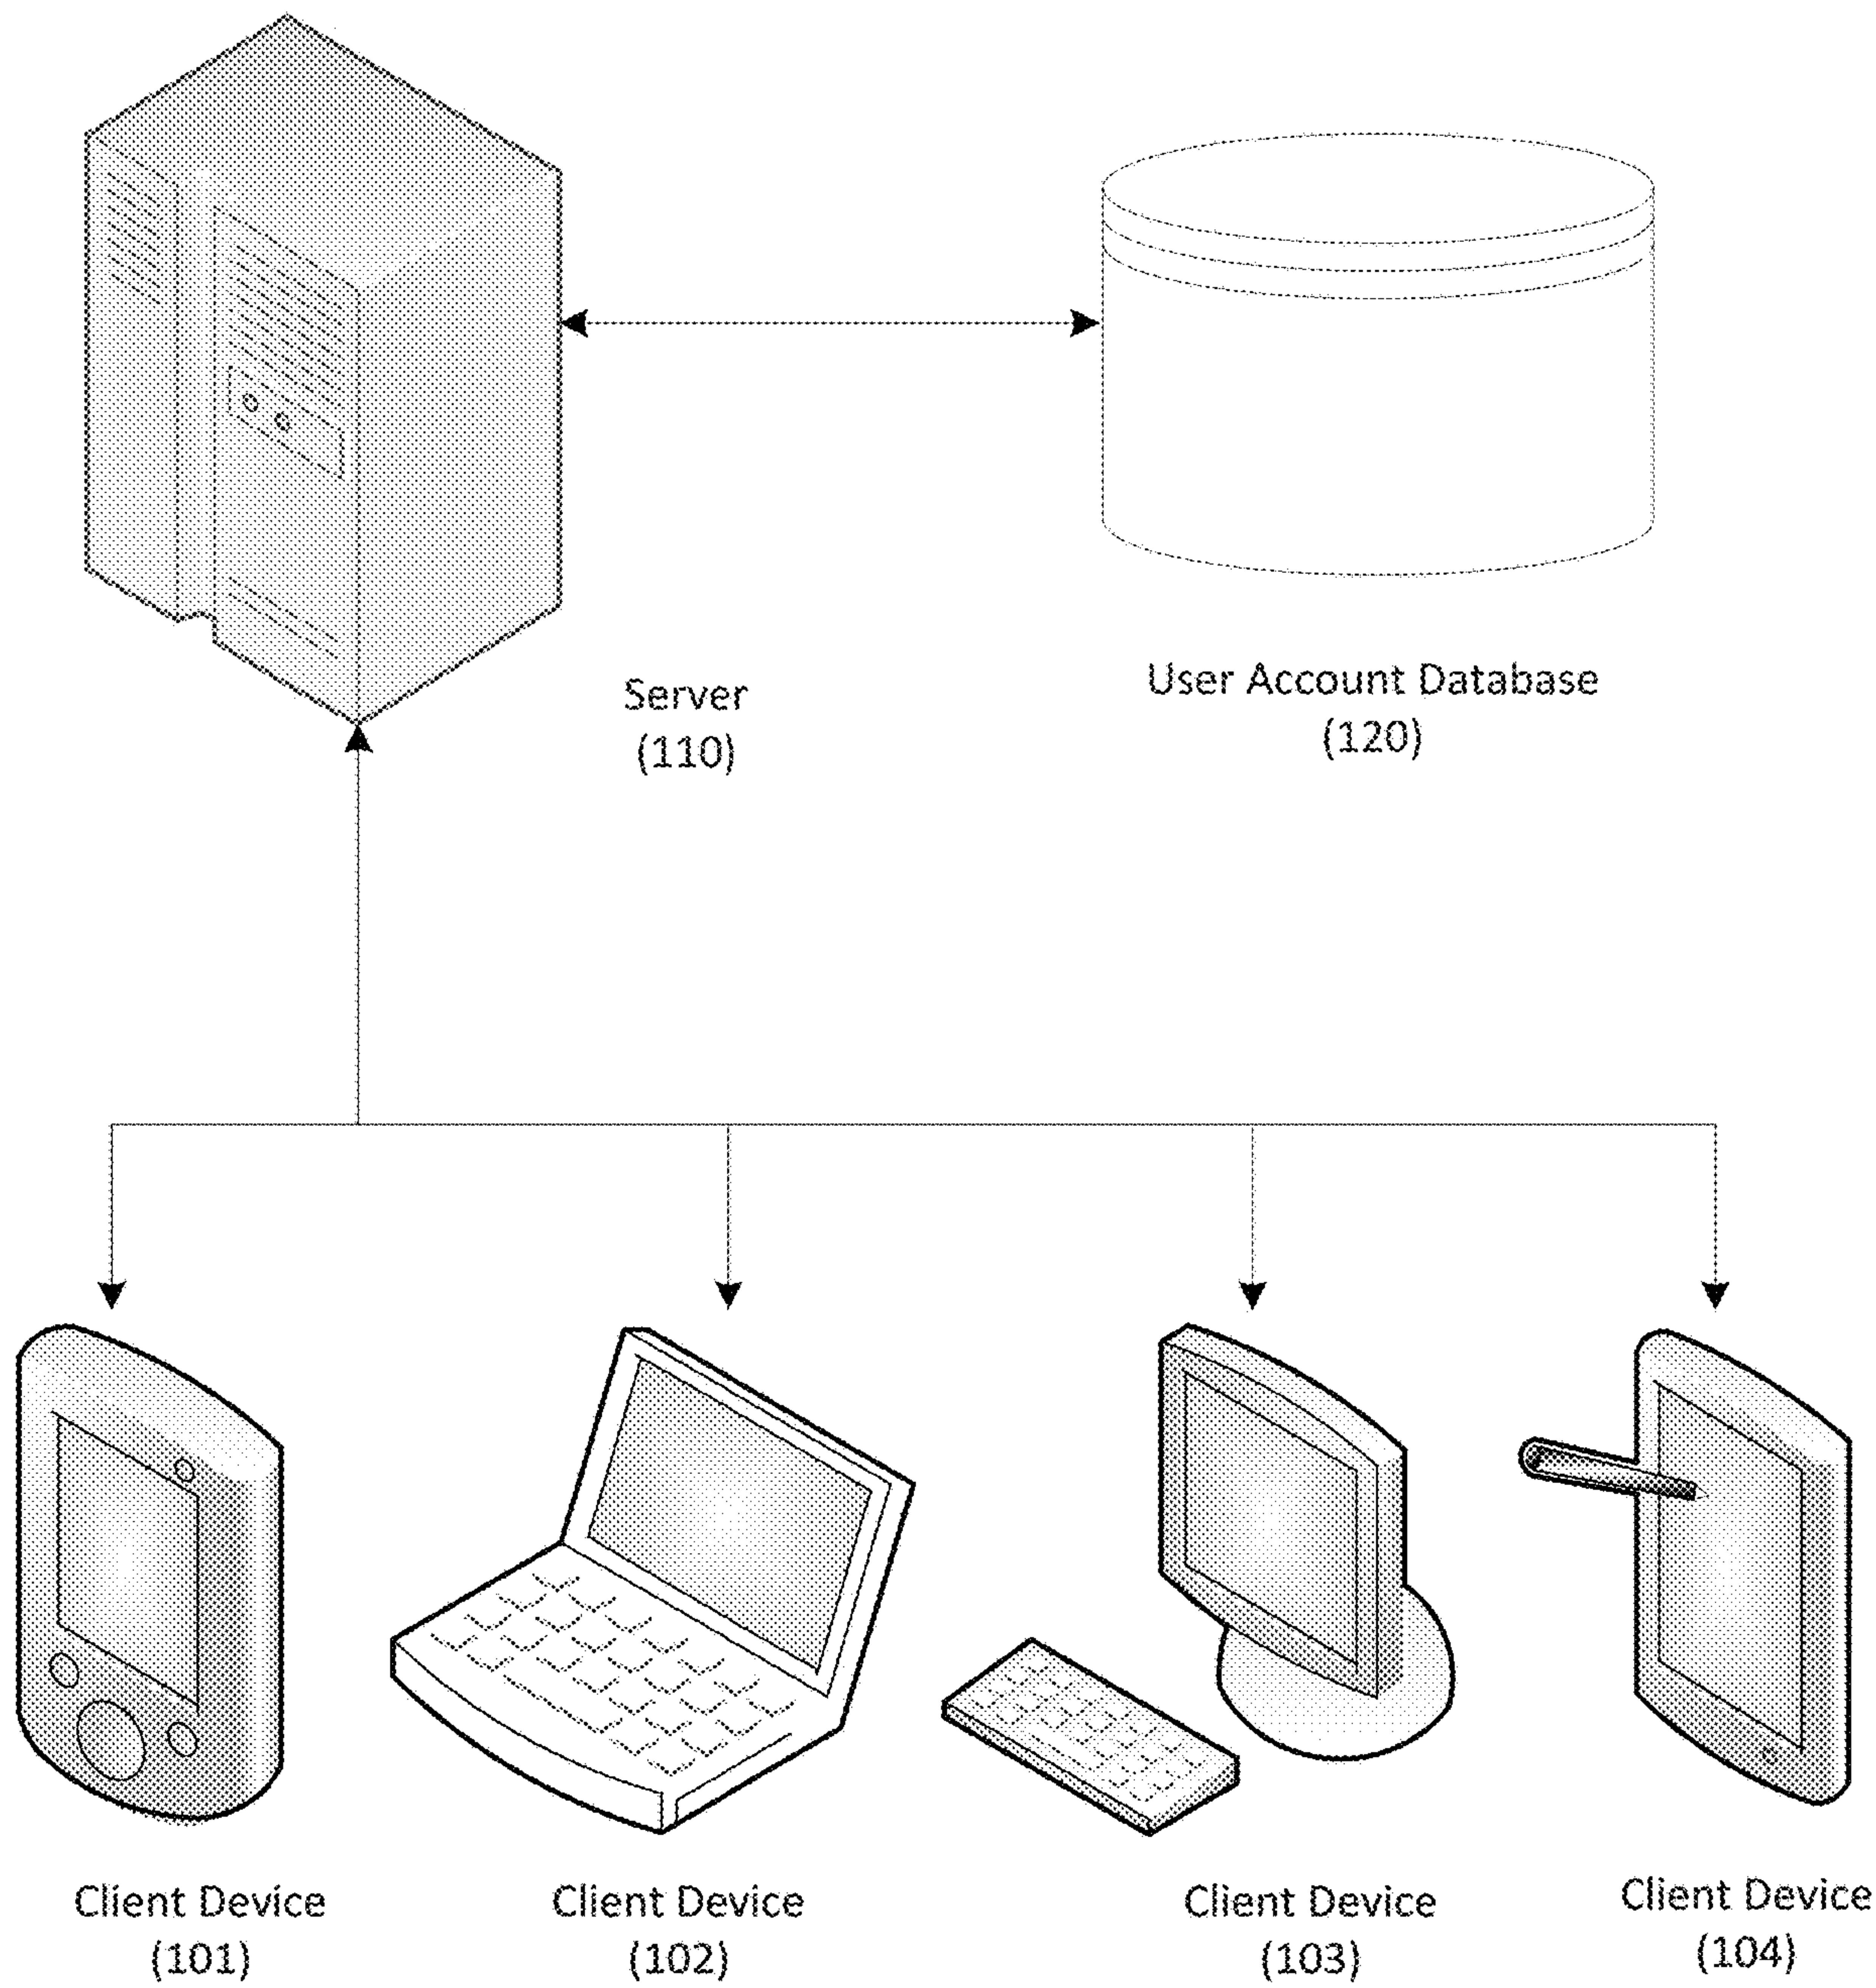 Server
(110)
User Account Database
(120)
Client Device
(101)
Client Device
(102)
Client Device
(103)
Client Device
(104)